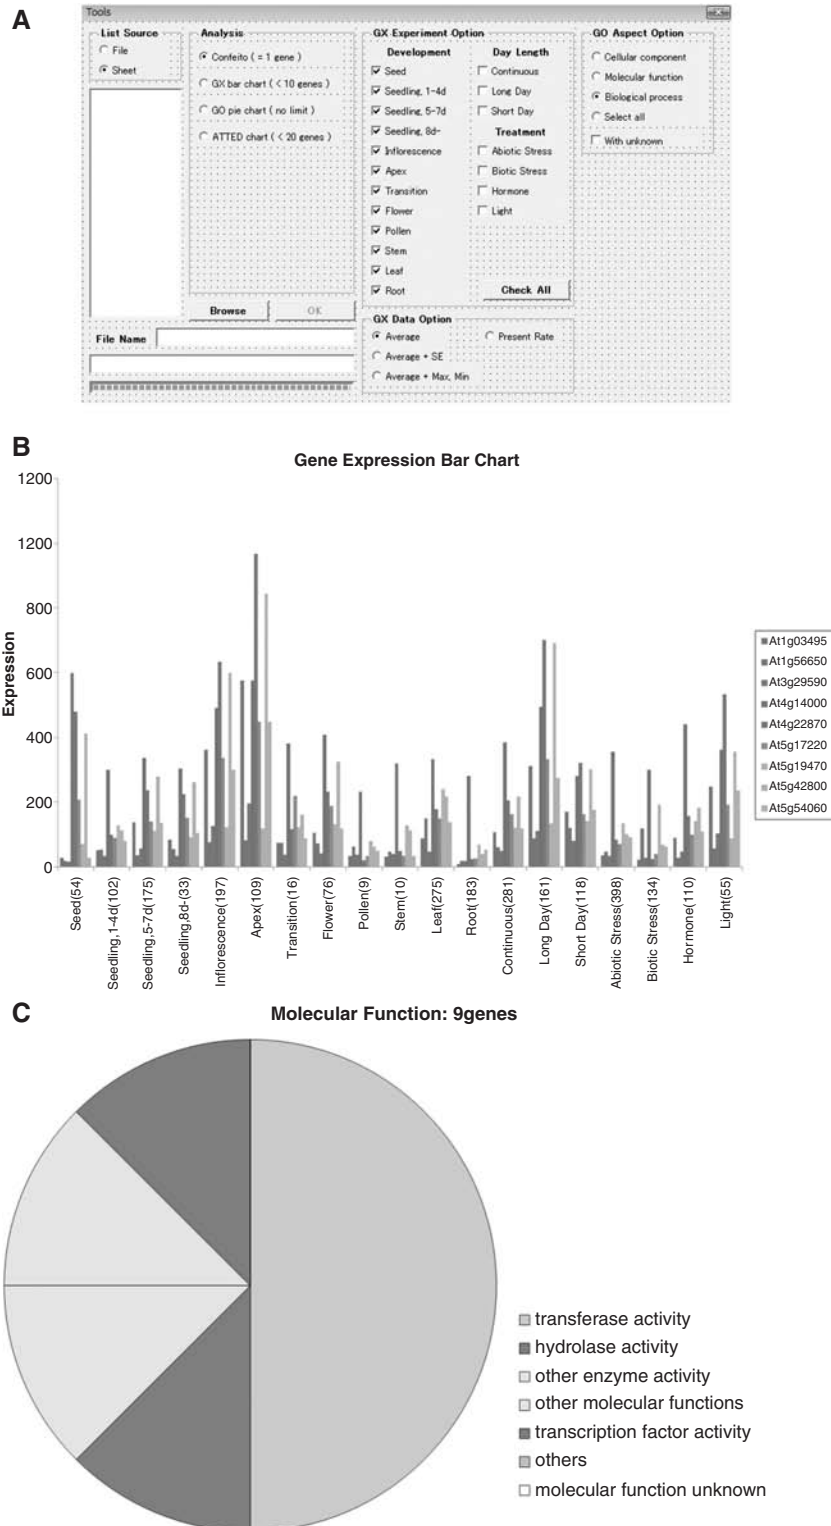 A
Tools
List Source
File
Sheet
Analysis
Confeito ( = 1 gene )
GX bar chart ( < 10 genes )
GO pie chart ( no limit )
ATTED chart ( < 20 genes )
Browse
OK
File Name
GX Experiment Option
Development
Seed
Seedling, 1-4d
Seedling, 5-7d
Seedling, 8d-
Inflorescence
Apex
Transition
Flower
Pollen
Stem
Leaf
Root
Day Length
Continuous
Long Day
Short Day
Treatment
Abiotic Stress
Biotic Stress
Hormone
Light
Check All
GX Data Option
Average
Present Rate
Average + SE
Average + Max, Min
GO Aspect Option
Cellular component
Molecular function
Biological process
Select all
With unknown
B
Gene Expression Bar Chart
Expression
1200
1200
800
600
400
200
0
Seed(54)
Seedling,1-4d(102)
Seedling,5-7d(175)
Seedling,8d-(33)
Inflorescence(197)
Apex(109)
Transition(16)
Flower(76)
Pollen(9)
Stem(10)
Leaf(275)
Root(183)
Continuous(281)
Long Day(161)
Short Day(118)
Abiotic Stress(398)
Biotic Stress(134)
Hormone(110)
Light(55)
At1g03495
At1g56650
At3g29590
At4g14000
At4g22870
At5g17220
At5g19470
At5g42800
At5g54060
C
Molecular Function: 9genes
transferase activity
hydrolase activity
other enzyme activity
other molecular functions
transcription factor activity
others
molecular function unknown